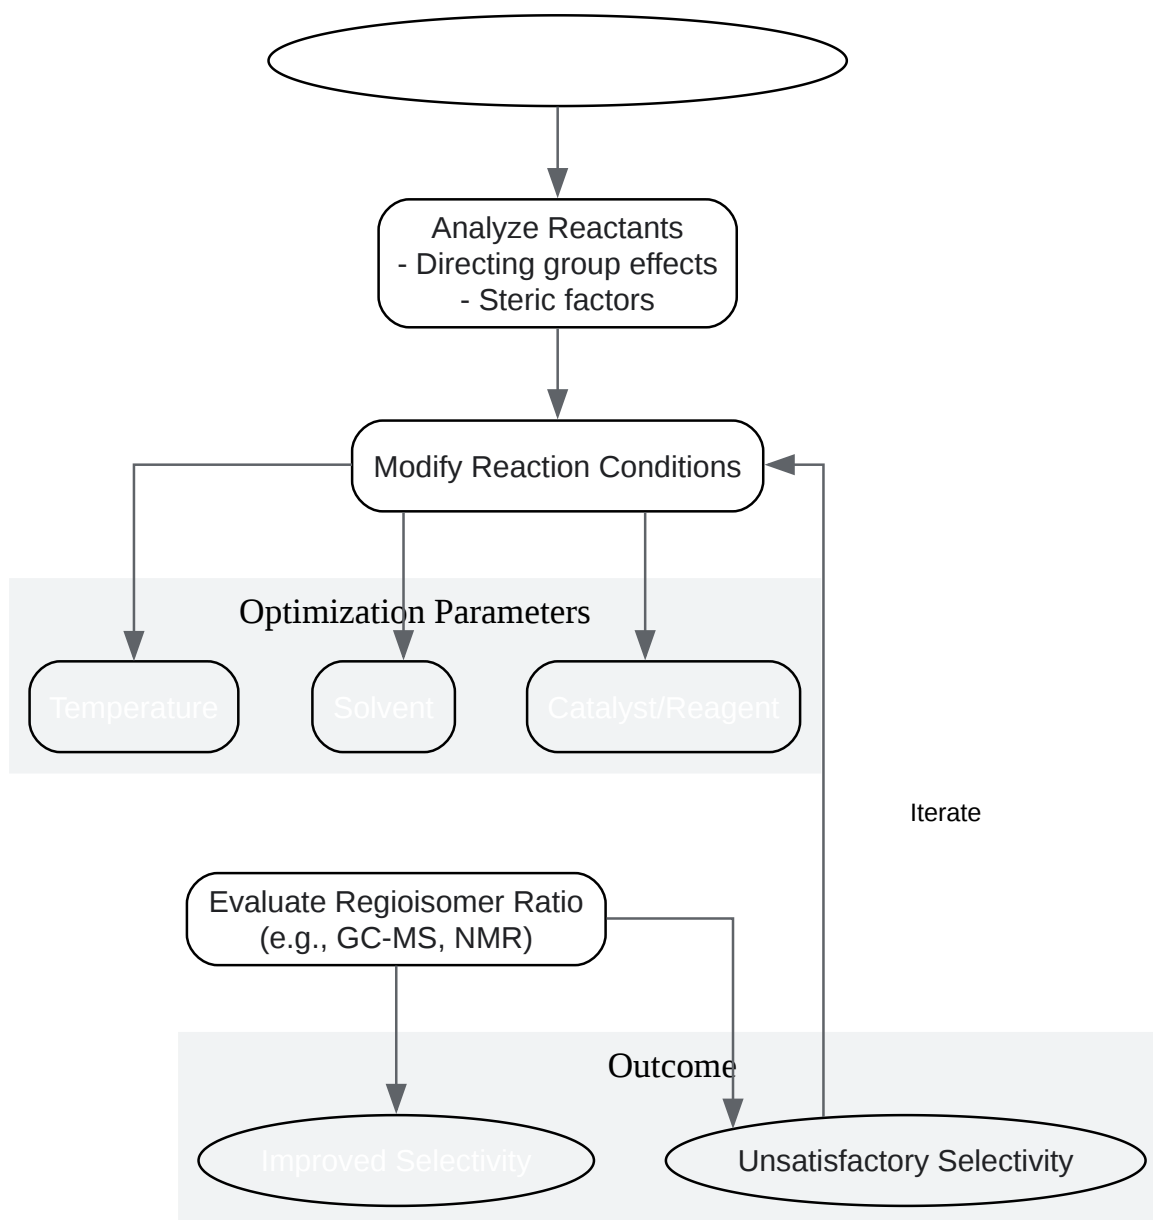 Analyze Reactants
- Directing group effects
- Steric factors
Modify Reaction Conditions
Optimization Parameters
Temperature
Solvent
Catalyst/Reagent
Iterate
Evaluate Regioisomer Ratio
(e.g., GC-MS, NMR)
Outcome
Improved Selectivity
Unsatisfactory Selectivity